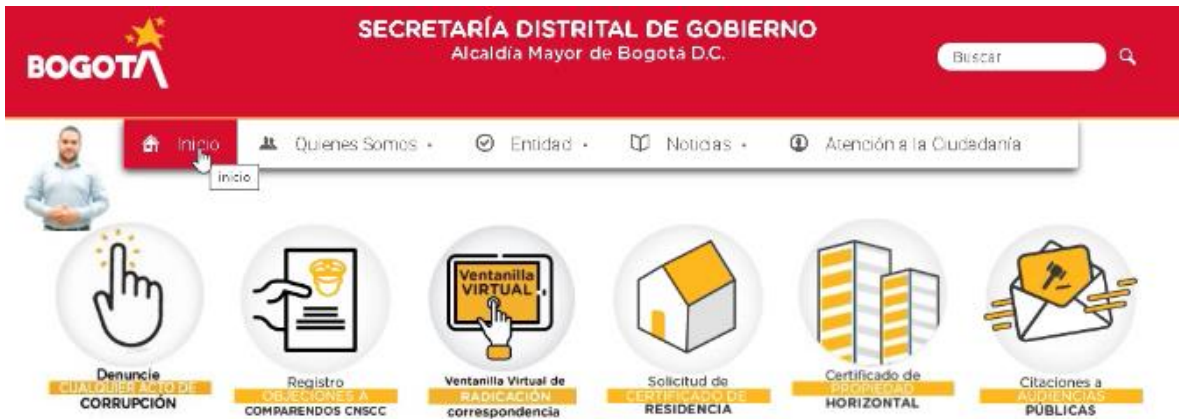 SECRETARÍA DISTRITAL DE GOBIERNO
Alcaldía Mayor de Bogotá D.C.
BOGOTÁ
Buscar
Inicio
Quienes Somos
Entidad
Noticias
Atención a la Ciudadanía
inicio
Ventanilla
VIRTUAL
Denuncie
CUALQUIER ACTO DE
CORRUPCIÓN
Registro
OBJECIONES A
COMPARENDOS CNSCC
Ventanilla Virtual de
RADICACIÓN
correspondencia
Solicitud de
CERTIFICADO DE
RESIDENCIA
Certificado de
PROPIEDAD
HORIZONTAL
Citaciones a
AUDIENCIAS
PÚBLICAS